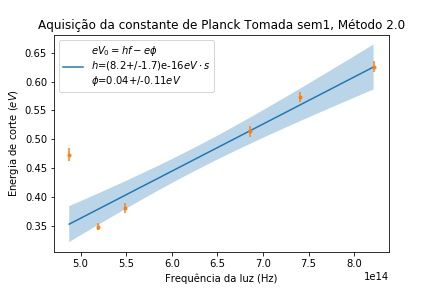 Aquisição da constante de Planck Tomada sem1, Método 2.0
eV₀ = hf − eϕ
h=(8.2+/-1.7)e-16eV · s
ϕ=0.04+/-0.11eV
Energia de corte (eV)
0.65
0.60
0.55
0.50
0.45
0.40
0.35
5.0 5.5 6.0 6.5 7.0 7.5 8.0
1e14
Frequência da luz (Hz)